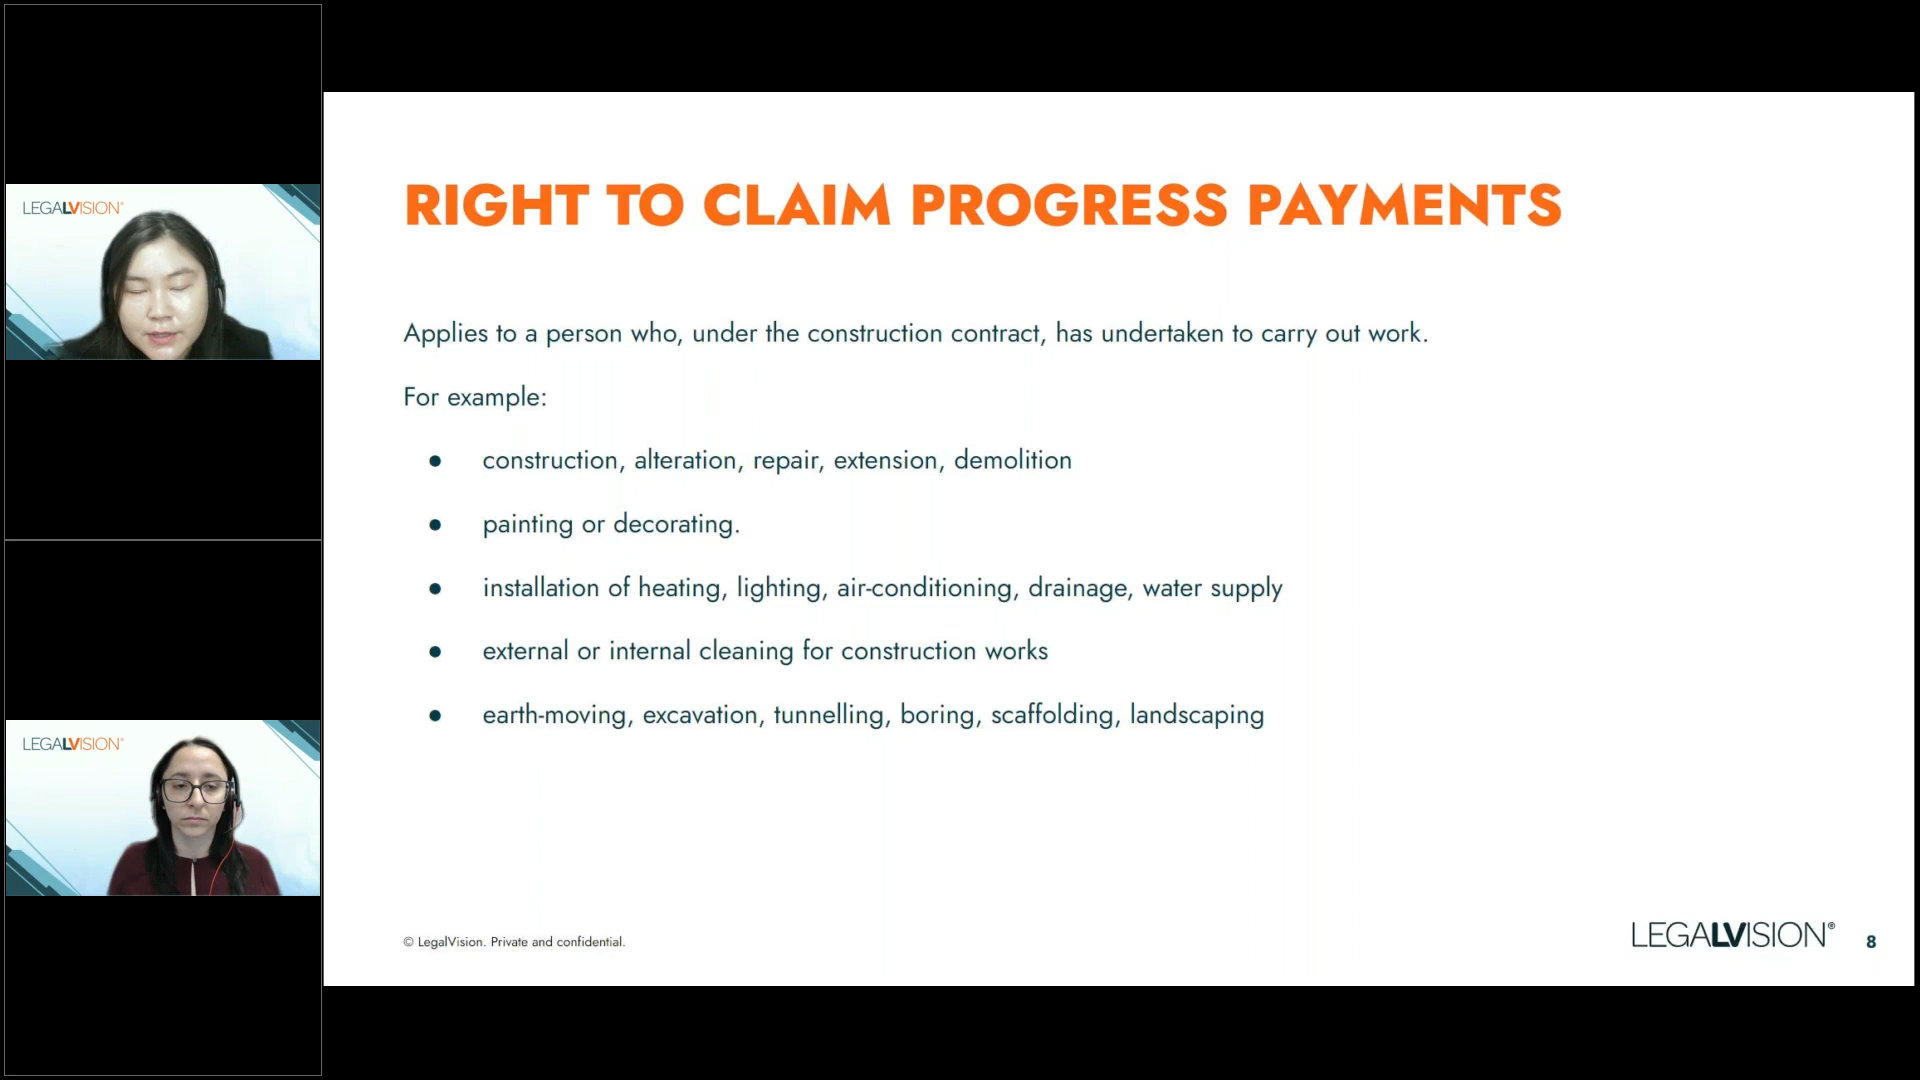 LEGALVISION®
RIGHT TO CLAIM PROGRESS PAYMENTS
Applies to a person who, under the construction contract, has undertaken to carry out work.
For example:
● construction, alteration, repair, extension, demolition
● painting or decorating.
● installation of heating, lighting, air-conditioning, drainage, water supply
● external or internal cleaning for construction works
● earth-moving, excavation, tunnelling, boring, scaffolding, landscaping
LEGALVISION®
© LegalVision. Private and confidential.
LEGALVISION®
8